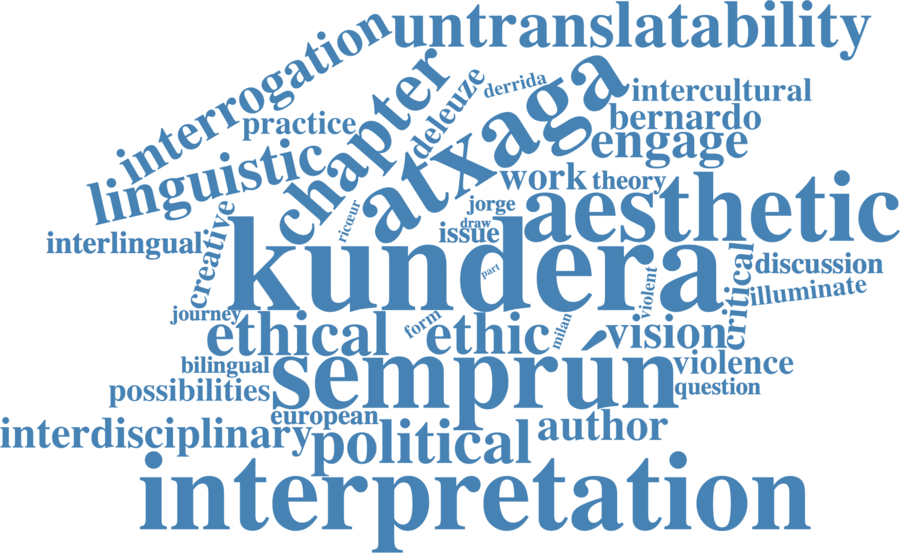 untranslatability
interrogation
chapter
deleuze
derrida
atxaga
intercultural
bernardo
practice
engage
linguistic
work
theory
jorge
aesthetic
ricœur
draw
issue
creative
interlingual
kundera
part
violent
critical
discussion
illuminate
journey
form
milan
ethical
ethic
vision
bilingual
semprún
violence
possibilities
question
european
interdisciplinary
political
author
interpretation